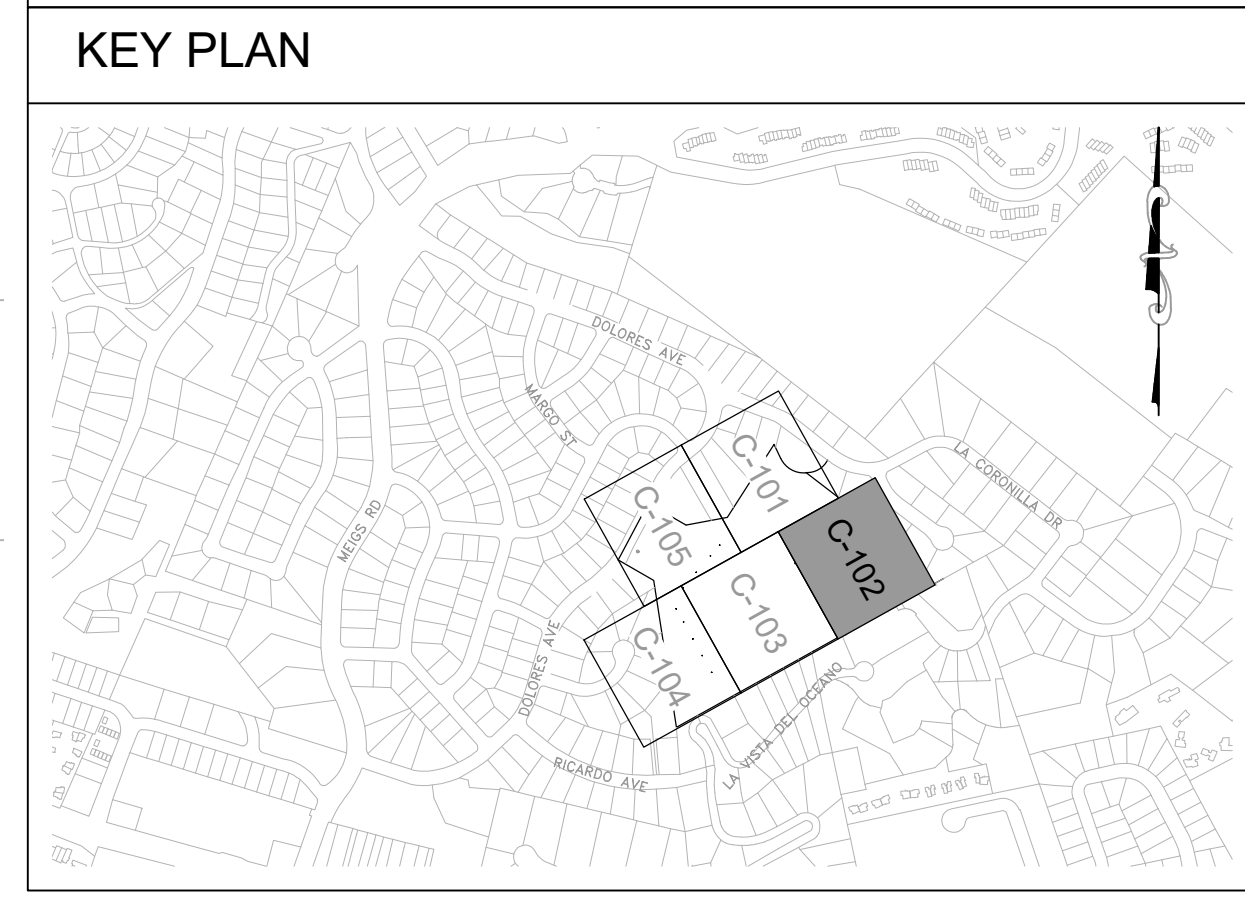 KEY PLAN
DOLORES AVE
MARGO ST
C-101
LA CORONILLA DR
C-105
MEIGS RD
C-102
C-103
DOLORES AVE
C-104
LA VISTA DEL OCEANO
RICARDO AVE